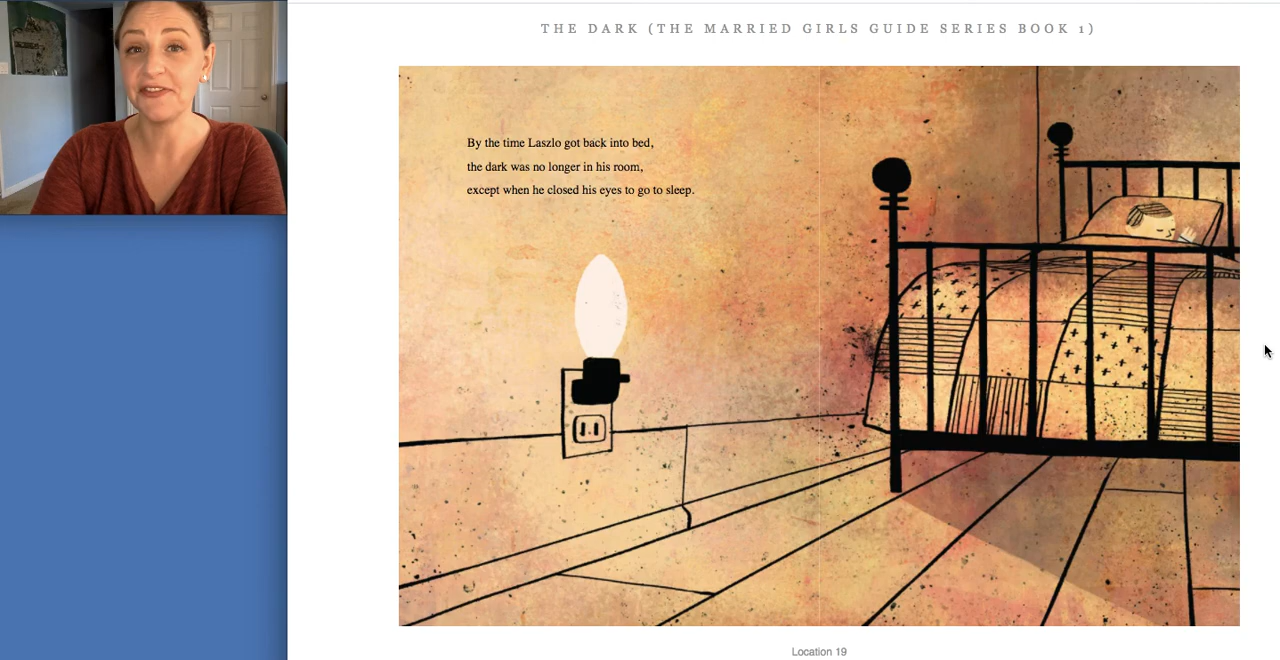 THE DARK (THE MARRIED GIRLS GUIDE SERIES BOOK 1)
By the time Laszlo got back into bed,
the dark was no longer in his room,
except when he closed his eyes to go to sleep.
Location 19